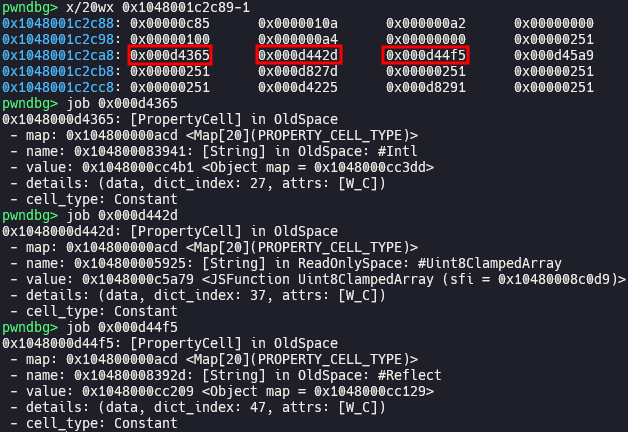 pwndbg> x/20wx 0x1048001c2c89-1
0x1048001c2c88: 0x00000c85 0x0000010a 0x000000a2 0x00000000
0x1048001c2c98: 0x00000100 0x000000a4 0x00000000 0x00000251
0x1048001c2ca8: 0x000d4365 0x000d442d 0x000d44f5 0x000d45a9
0x1048001c2cb8: 0x00000251 0x000d827d 0x00000251 0x00000251
0x1048001c2cc8: 0x00000251 0x000d4225 0x000d8291 0x00000251
pwndbg> job 0x000d4365
0x1048000d4365: [PropertyCell] in OldSpace
- map: 0x104800000acd <Map[20](PROPERTY_CELL_TYPE)>
- name: 0x104800083941: [String] in OldSpace: #Intl
- value: 0x1048000cc4b1 <Object map = 0x1048000cc3dd>
- details: (data, dict_index: 27, attrs: [W_C])
- cell_type: Constant
pwndbg> job 0x000d442d
0x1048000d442d: [PropertyCell] in OldSpace
- map: 0x104800000acd <Map[20](PROPERTY_CELL_TYPE)>
- name: 0x104800005925: [String] in ReadOnlySpace: #Uint8ClampedArray
- value: 0x1048000c5a79 <JSFunction Uint8ClampedArray (sfi = 0x10480008c0d9)>
- details: (data, dict_index: 37, attrs: [W_C])
- cell_type: Constant
pwndbg> job 0x000d44f5
0x1048000d44f5: [PropertyCell] in OldSpace
- map: 0x104800000acd <Map[20](PROPERTY_CELL_TYPE)>
- name: 0x10480008392d: [String] in OldSpace: #Reflect
- value: 0x1048000cc209 <Object map = 0x1048000cc129>
- details: (data, dict_index: 47, attrs: [W_C])
- cell_type: Constant